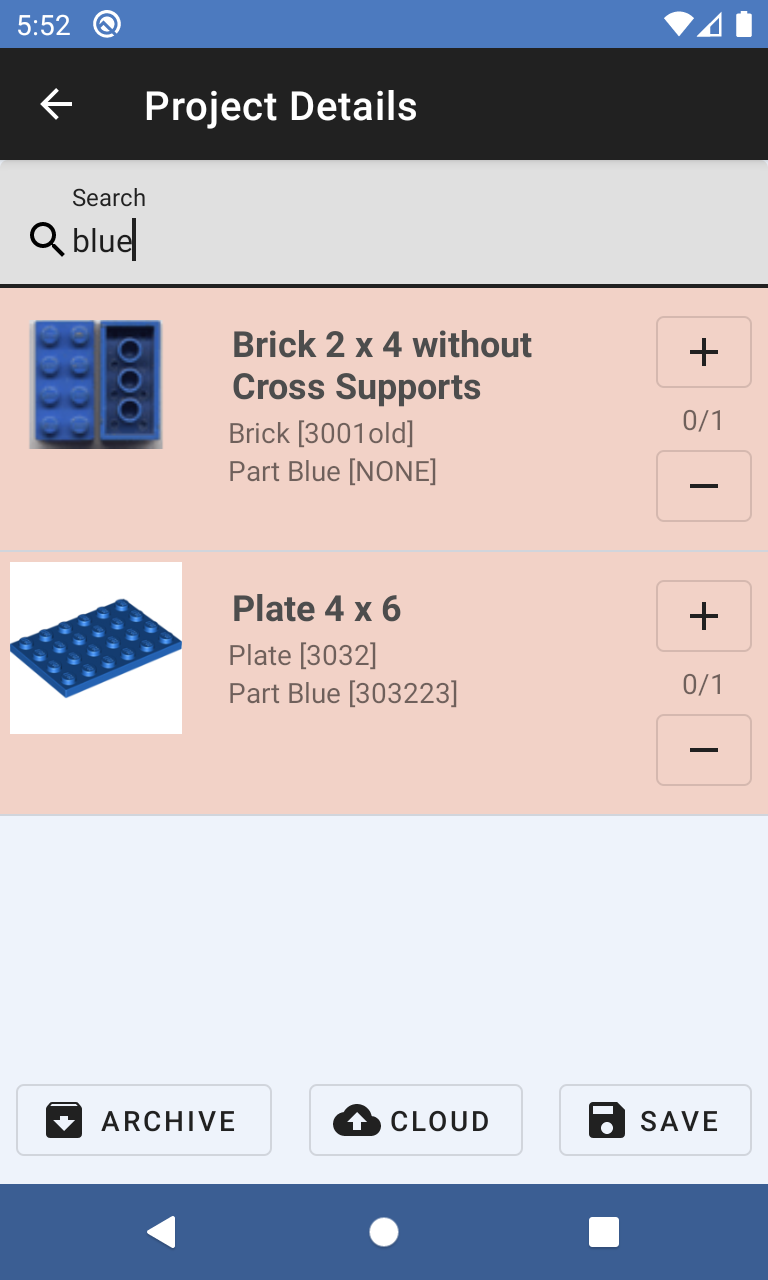 5:52
Project Details
Search
blue
Brick 2 x 4 without
Cross Supports
Brick [3001old]
Part Blue [NONE]
0/1
Plate 4 x 6
Plate [3032]
Part Blue [303223]
0/1
ARCHIVE
CLOUD
SAVE